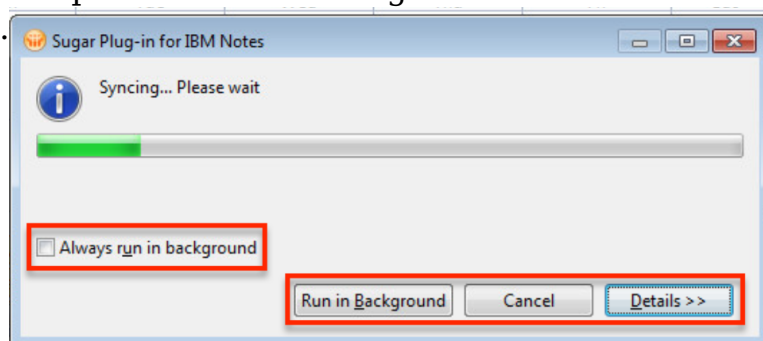 Sugar Plug-in for IBM Notes
Syncing... Please wait
Always run in background
Run in Background
Cancel
Details >>